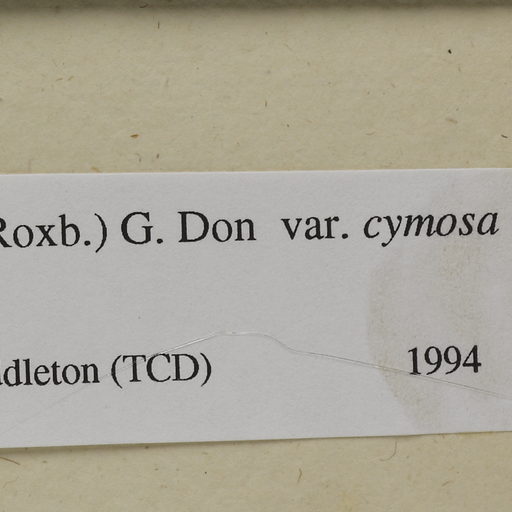 Roxb.) G. Don var. cymosa
dleton (TCD) 1994